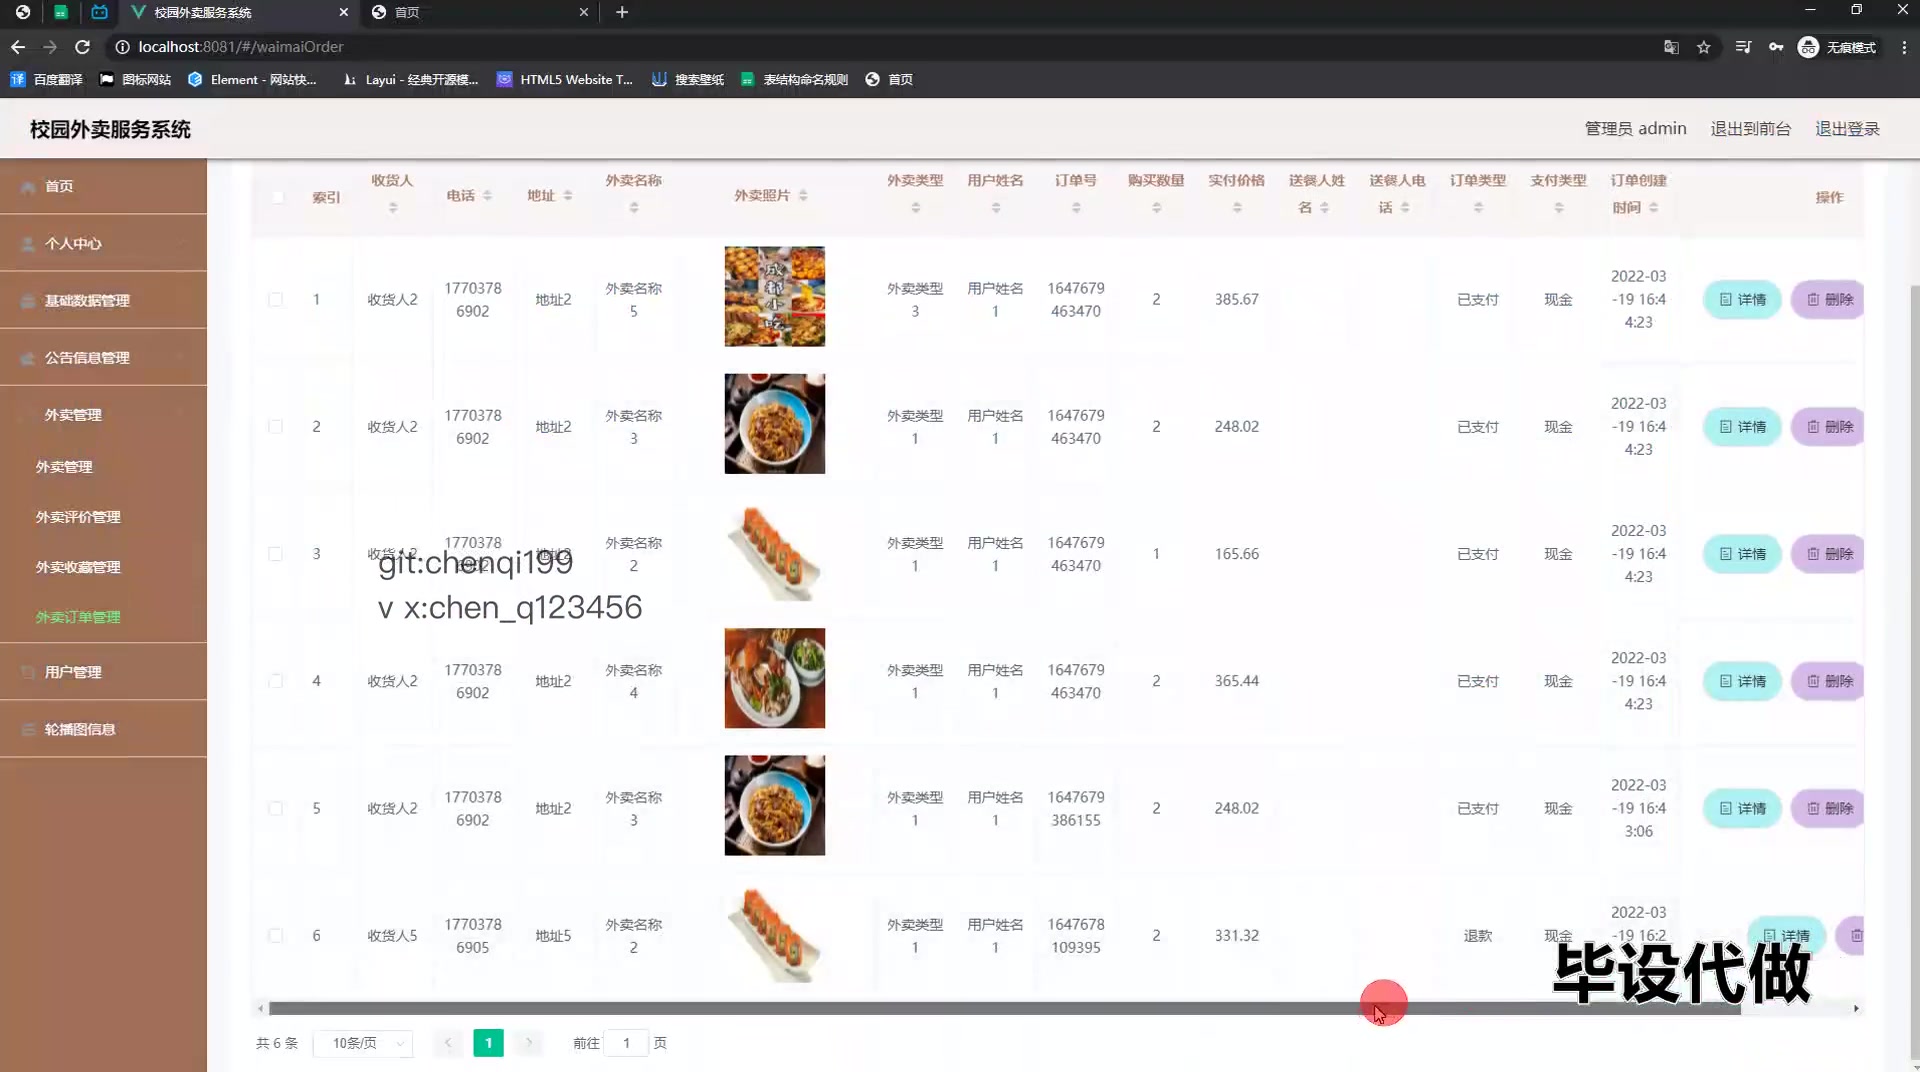 校园外卖服务系统
首页
localhost:8081/#/waimaiOrder
无痕模式
百度翻译
图标网站
Element - 网站快...
Layui - 经典开源模...
HTML5 Website T...
搜索壁纸
表结构命名规则
首页
校园外卖服务系统
管理员 admin
退出到前台
退出登录
首页
个人中心
基础数据管理
公告信息管理
外卖管理
外卖管理
外卖评价管理
外卖收藏管理
外卖订单管理
用户管理
轮播图信息
索引 收货人 电话 地址 外卖名称 外卖照片 外卖类型 用户姓名 订单号 购买数量 实付价格 送餐人姓名 送餐人电话 订单类型 支付类型 订单创建时间 操作
1 收货人2 17703786902 地址2 外卖名称5 成都小吃 外卖类型3 用户姓名1 1647679463470 2 385.67 已支付 现金 2022-03-19 16:44:23 详情 删除
2 收货人2 17703786902 地址2 外卖名称3 外卖类型1 用户姓名1 1647679463470 2 248.02 已支付 现金 2022-03-19 16:44:23 详情 删除
3 收货人2 17703786902 地址2 外卖名称2 外卖类型1 用户姓名1 1647679463470 1 165.66 已支付 现金 2022-03-19 16:44:23 详情 删除
git:chenqi199
v x:chen_q123456
4 收货人2 17703786902 地址2 外卖名称4 外卖类型1 用户姓名1 1647679463470 2 365.44 已支付 现金 2022-03-19 16:44:23 详情 删除
5 收货人2 17703786902 地址2 外卖名称3 外卖类型1 用户姓名1 1647679386155 2 248.02 已支付 现金 2022-03-19 16:43:06 详情 删除
6 收货人5 17703786905 地址5 外卖名称2 外卖类型1 用户姓名1 1647678109395 2 331.32 退款 现金 2022-03-19 16:2 详情
毕设代做
共 6 条 10条/页 1 前往 1 页